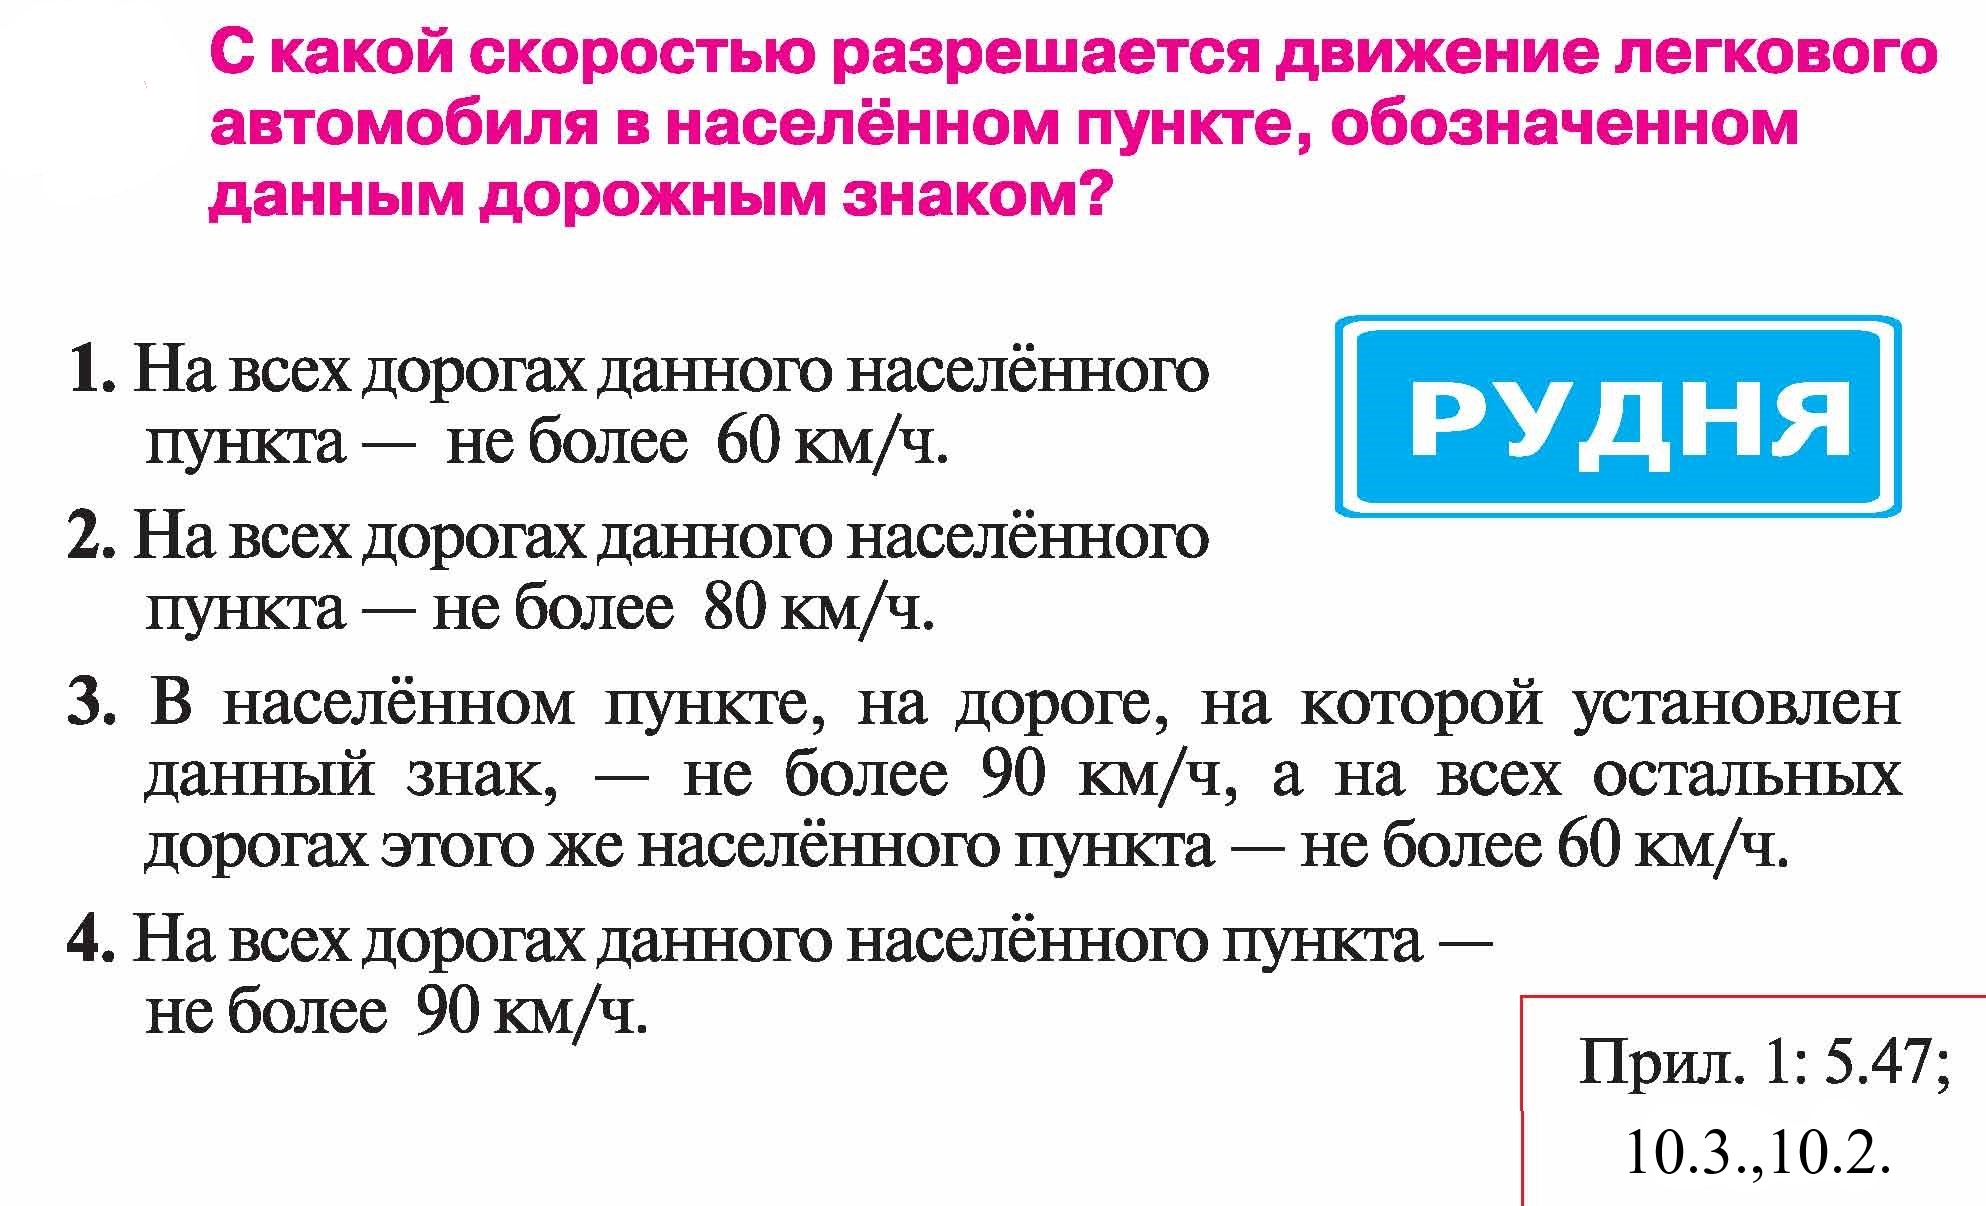 С какой скоростью разрешается движение легкового
автомобиля в населённом пункте, обозначенном
данным дорожным знаком?
1. На всех дорогах данного населённого
пункта — не более 60 км/ч.
РУДНЯ
2. На всех дорогах данного населённого
пункта — не более 80 км/ч.
3. В населённом пункте, на дороге, на которой установлен
данный знак, — не более 90 км/ч, а на всех остальных
дорогах этого же населённого пункта — не более 60 км/ч.
4. На всех дорогах данного населённого пункта —
не более 90 км/ч.
Прил. 1: 5.47;
10.3.,10.2.